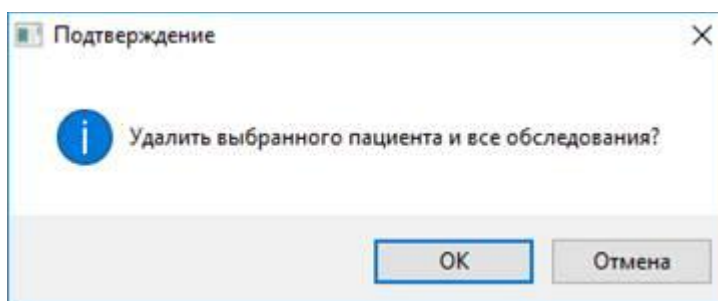 Подтверждение
Удалить выбранного пациента и все обследования?
OK
Отмена